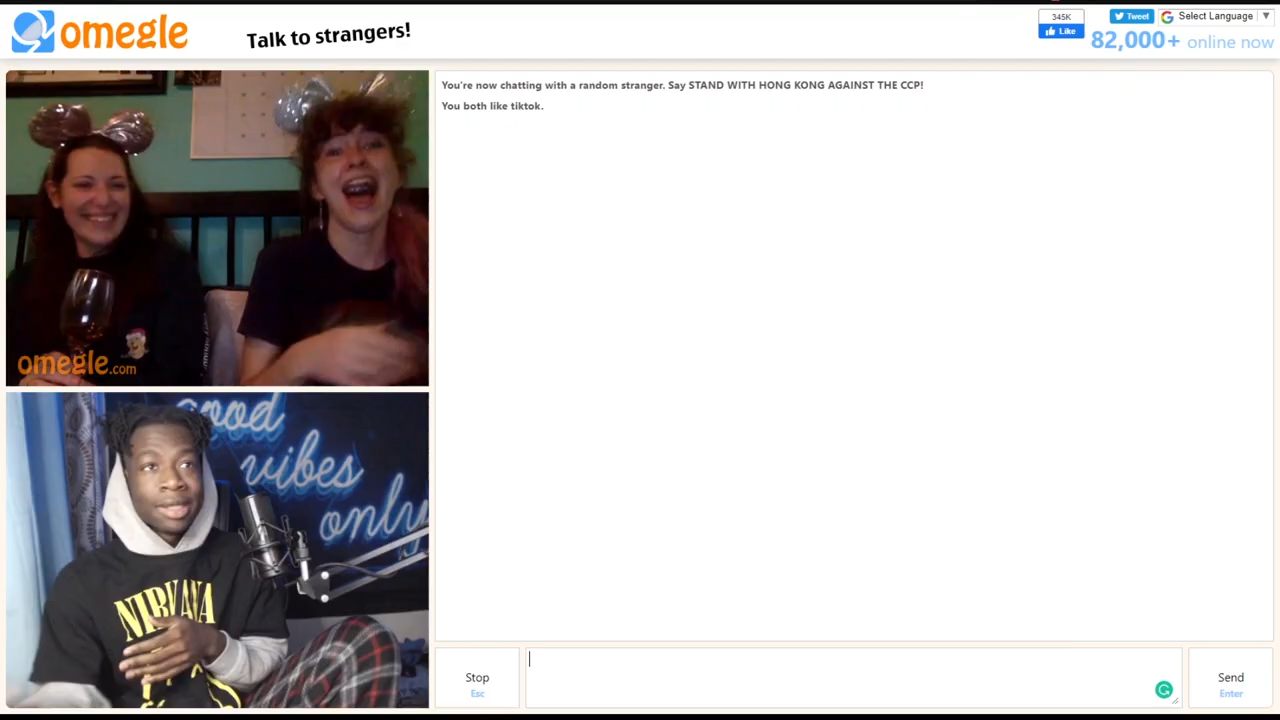 omegle
Talk to strangers!
345K
Like
Tweet
Select Language
82,000+ online now
You're now chatting with a random stranger. Say STAND WITH HONG KONG AGAINST THE CCP!
You both like tiktok.
omegle.com
good
vibes
only
NIRVANA
Stop
Esc
Send
Enter